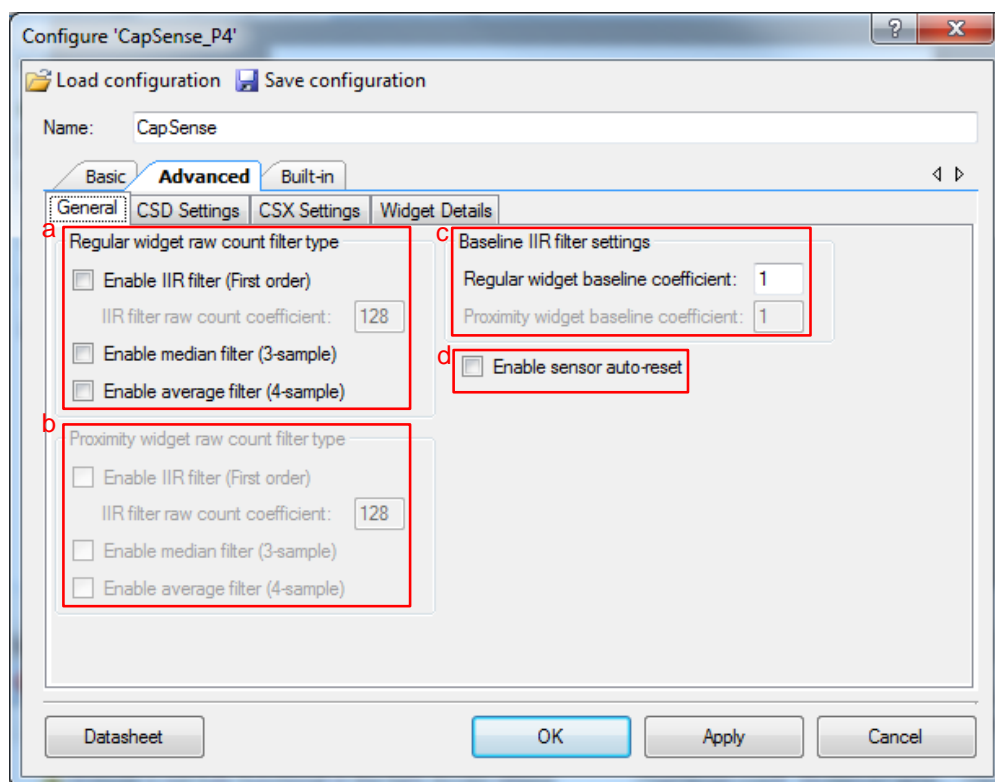 Configure 'CapSense_P4'
?
X
Load configuration Save configuration
Name: CapSense
Basic Advanced Built-in
General CSD Settings CSX Settings Widget Details
a
Regular widget raw count filter type
Enable IIR filter (First order)
IIR filter raw count coefficient: 128
Enable median filter (3-sample)
Enable average filter (4-sample)
b
Proximity widget raw count filter type
Enable IIR filter (First order)
IIR filter raw count coefficient: 128
Enable median filter (3-sample)
Enable average filter (4-sample)
c
Baseline IIR filter settings
Regular widget baseline coefficient: 1
Proximity widget baseline coefficient: 1
d
Enable sensor auto-reset
Datasheet OK Apply Cancel